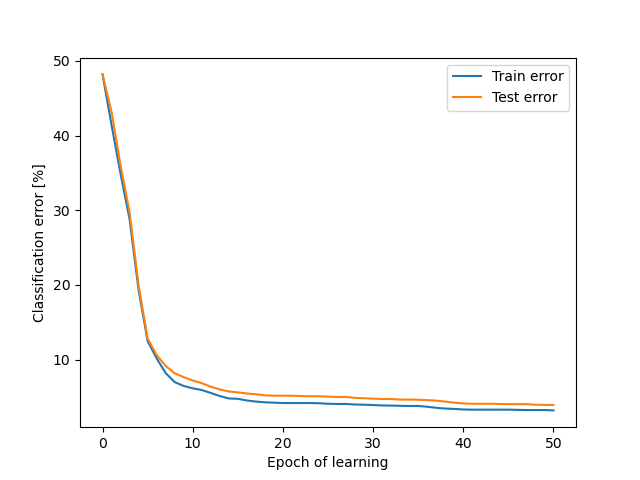 50
40
30
20
10
Classification error [%]
Train error
Test error
0 10 20 30 40 50
Epoch of learning